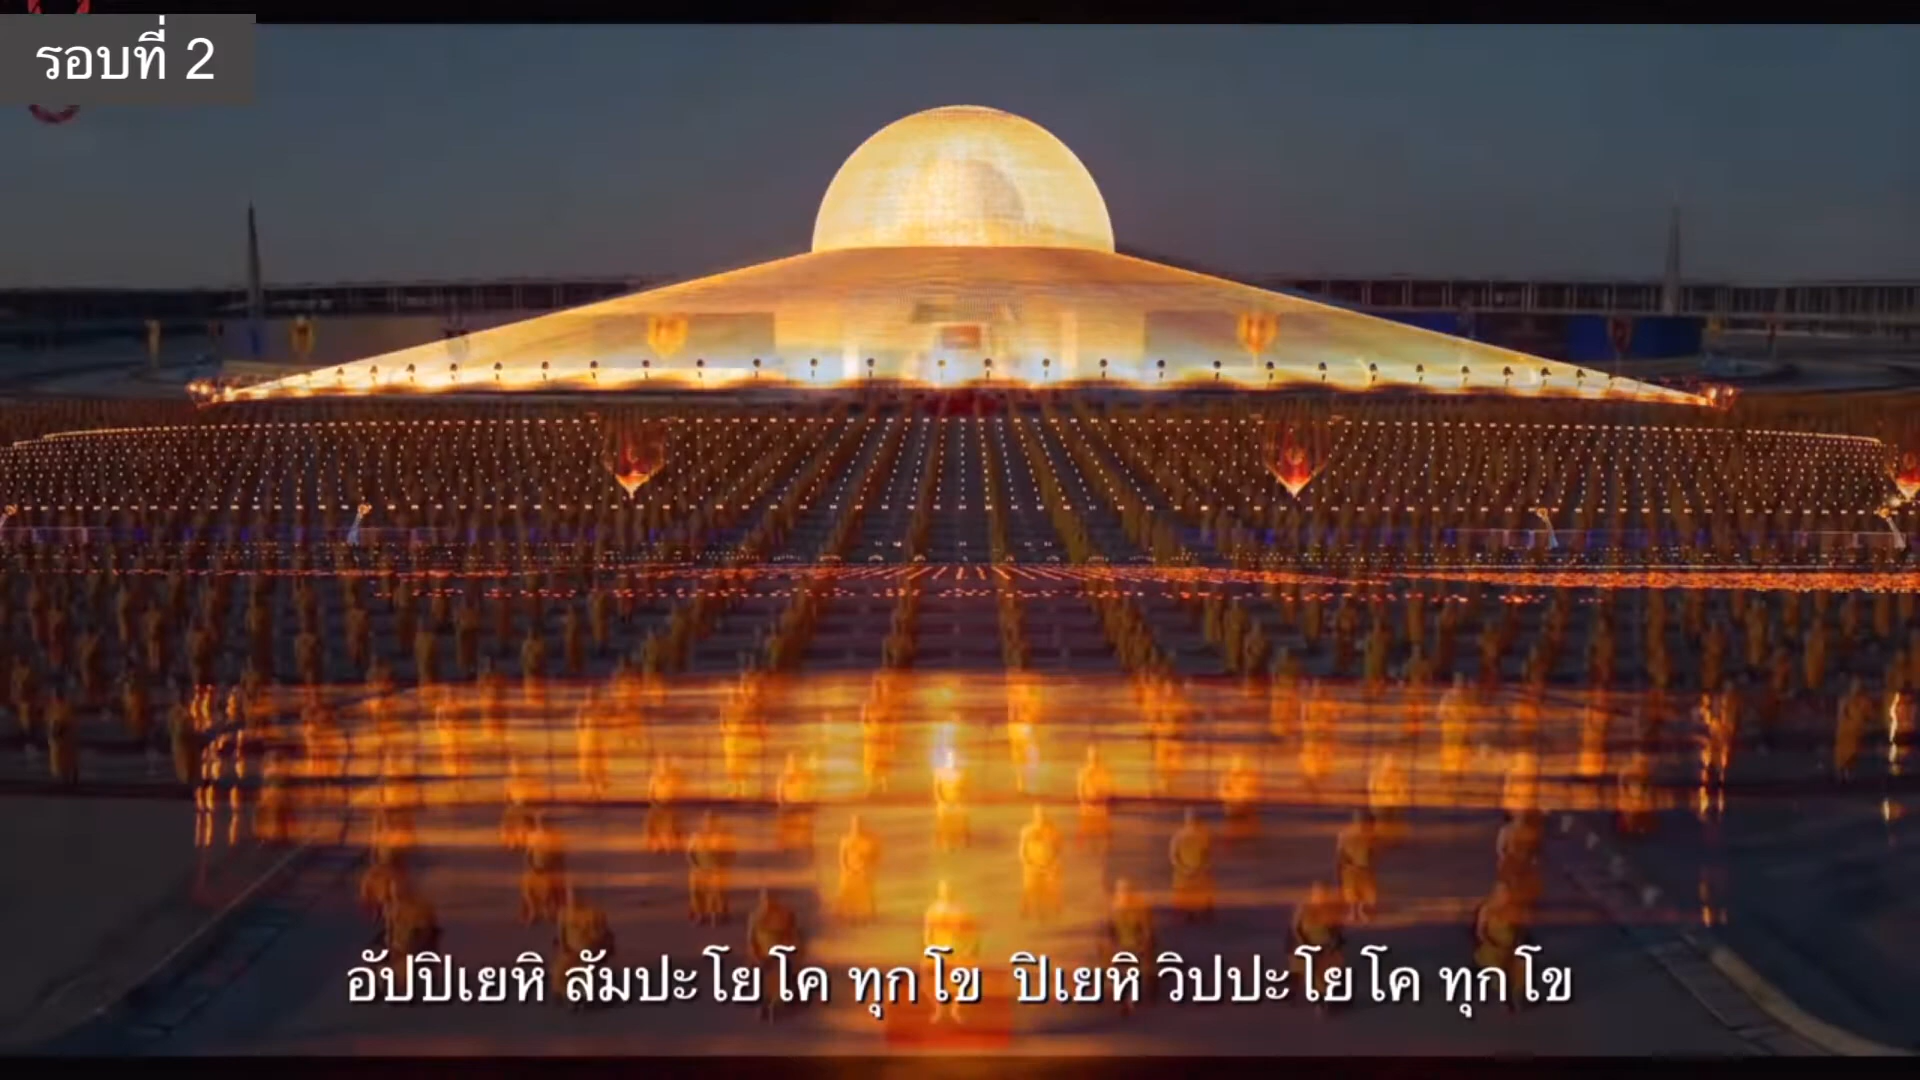 รอบที่ 2
อัปปิเยหิ สัมปะโยโค ทุกโข ปิเยหิ วิปปะโยโค ทุกโข